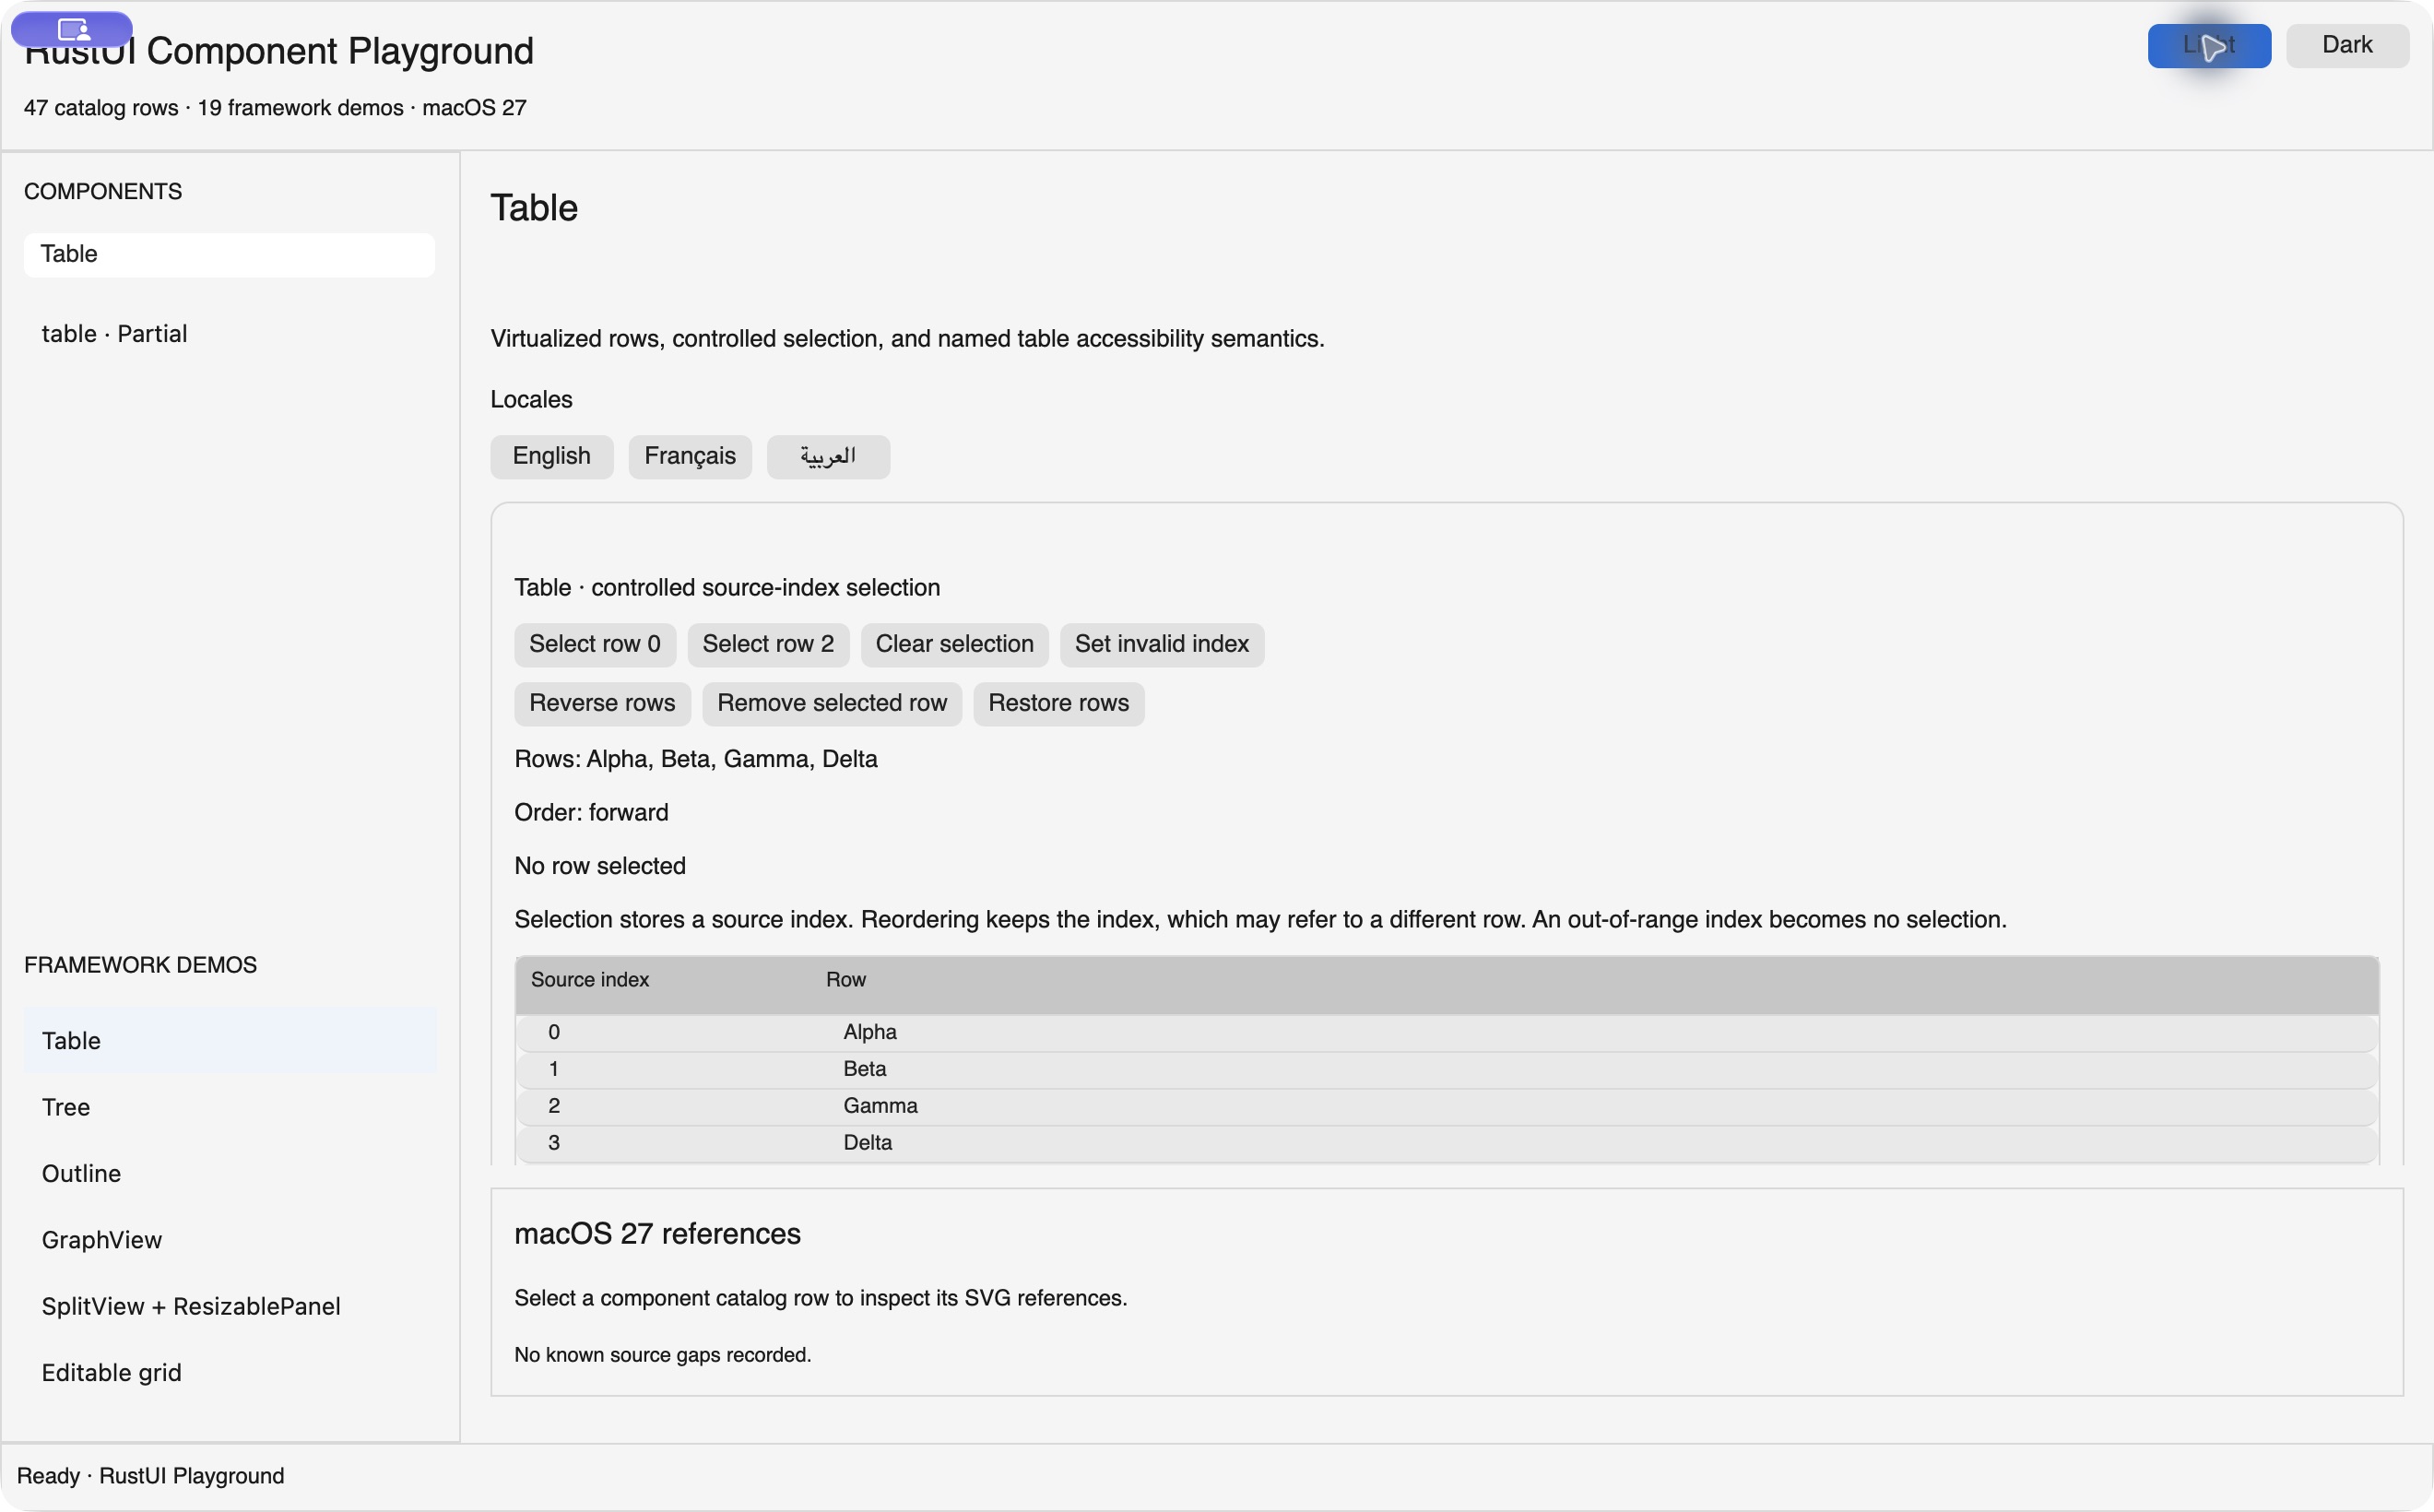 RustUI Component Playground
Light
Dark
47 catalog rows · 19 framework demos · macOS 27
COMPONENTS
Table
table · Partial
FRAMEWORK DEMOS
Table
Tree
Outline
GraphView
SplitView + ResizablePanel
Editable grid
Table
Virtualized rows, controlled selection, and named table accessibility semantics.
Locales
English
Français
العربية
Table · controlled source-index selection
Select row 0
Select row 2
Clear selection
Set invalid index
Reverse rows
Remove selected row
Restore rows
Rows: Alpha, Beta, Gamma, Delta
Order: forward
No row selected
Selection stores a source index. Reordering keeps the index, which may refer to a different row. An out-of-range index becomes no selection.
Source index Row
0 Alpha
1 Beta
2 Gamma
3 Delta
macOS 27 references
Select a component catalog row to inspect its SVG references.
No known source gaps recorded.
Ready · RustUI Playground